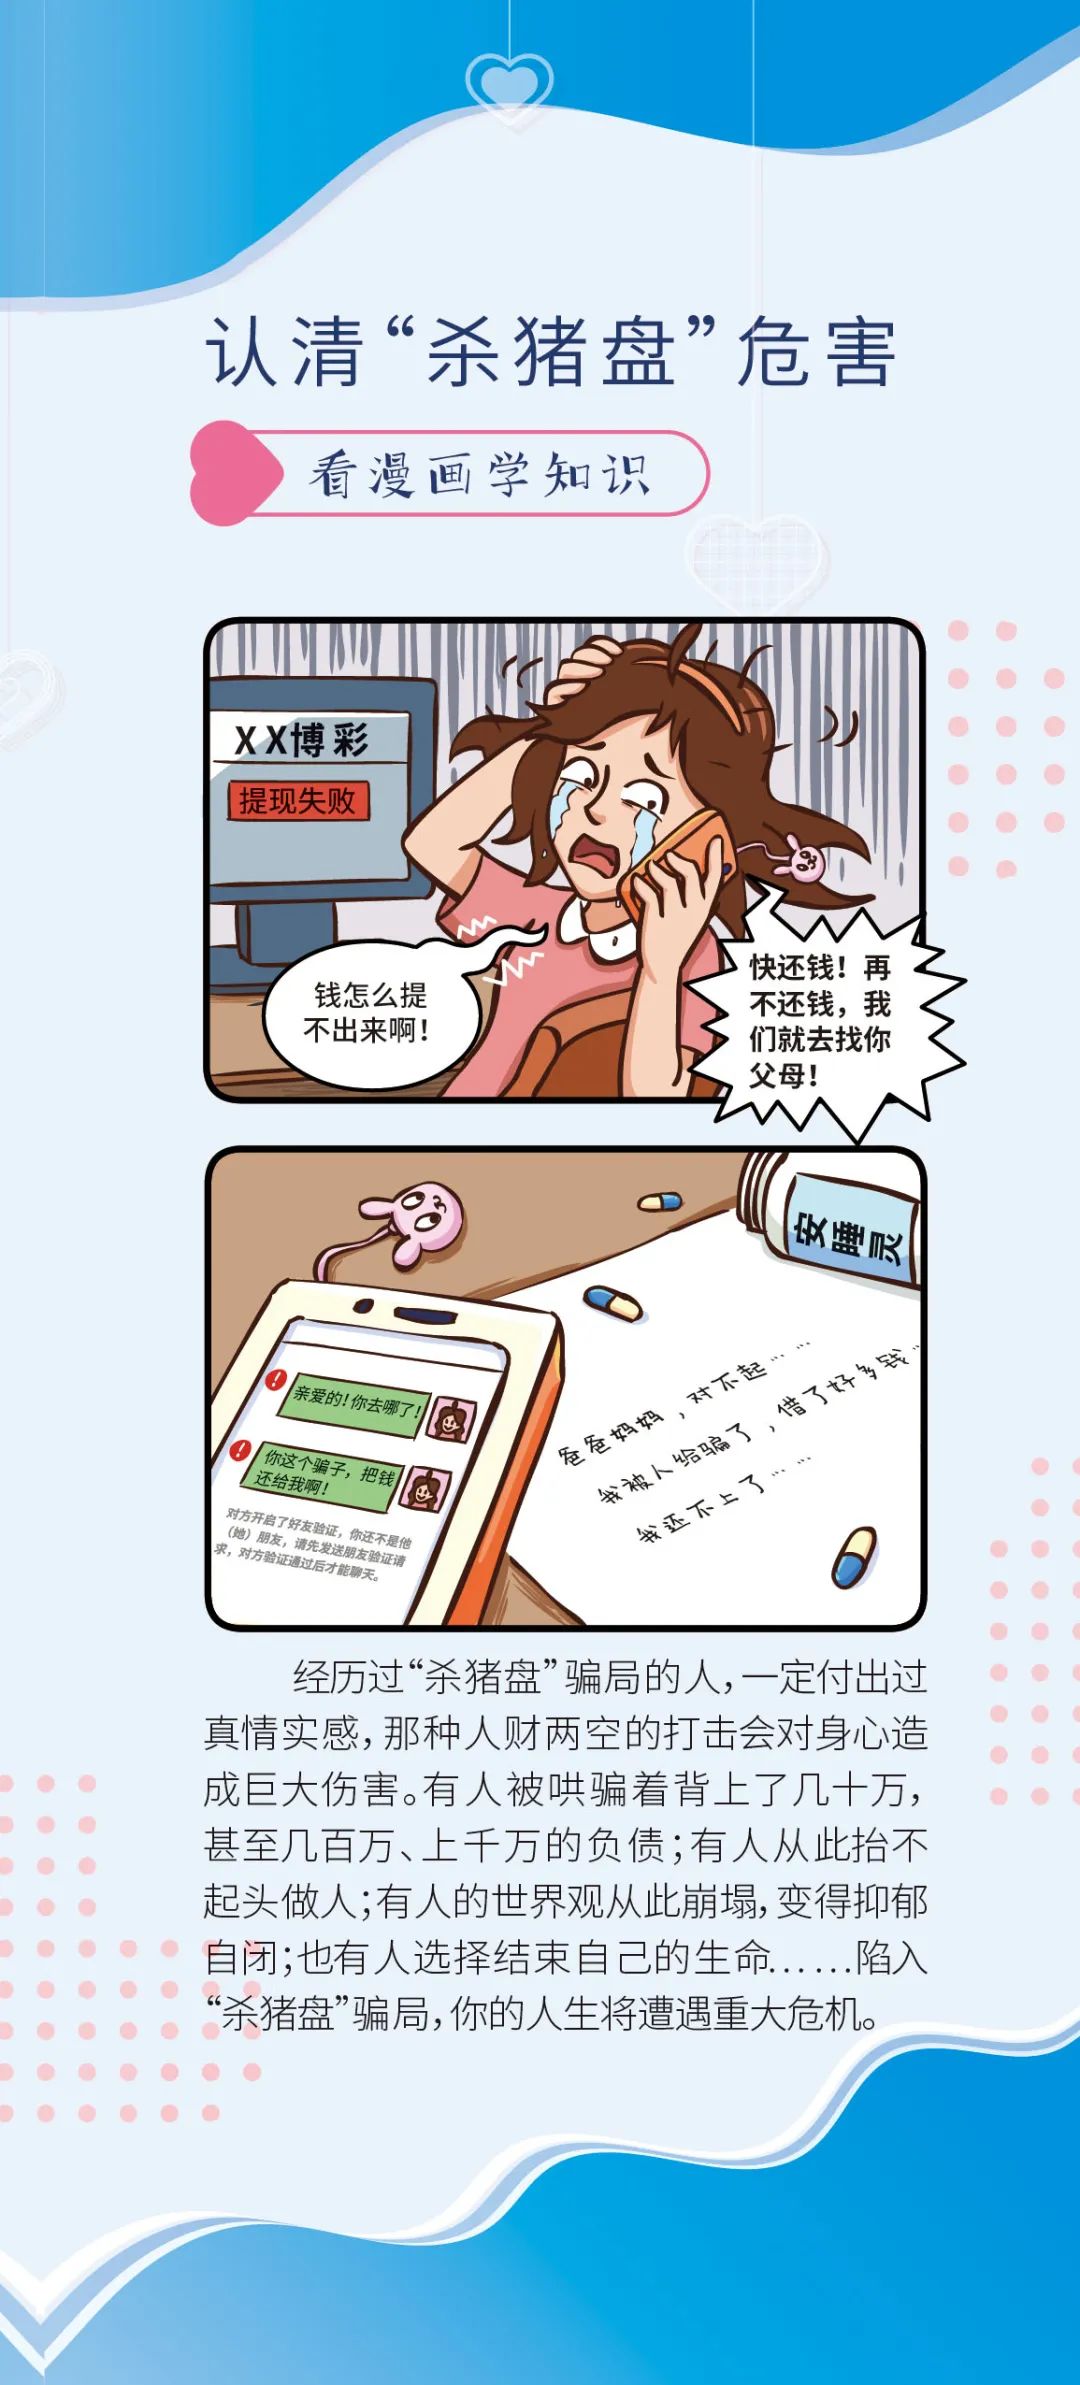 认清“杀猪盘”危害
看漫画学知识
XX博彩
提现失败
钱怎么提
不出来啊！
快还钱！再
不还钱，我
们就去找你
父母！
安睡灵
亲爱的！你去哪了！
你这个骗子，把钱
还给我啊！
对方开启了好友验证，你还不是他
（她）朋友，请先发送朋友验证请
求，对方验证通过后才能聊天。
爸爸妈妈，对不起……
我被人给骗了，借了好多钱…
我还不上了……
经历过“杀猪盘”骗局的人，一定付出过
真情实感，那种人财两空的打击会对身心造
成巨大伤害。有人被哄骗着背上了几十万，
甚至几百万、上千万的负债；有人从此抬不
起头做人；有人的世界观从此崩塌，变得抑郁
自闭；也有人选择结束自己的生命……陷入
“杀猪盘”骗局，你的人生将遭遇重大危机。